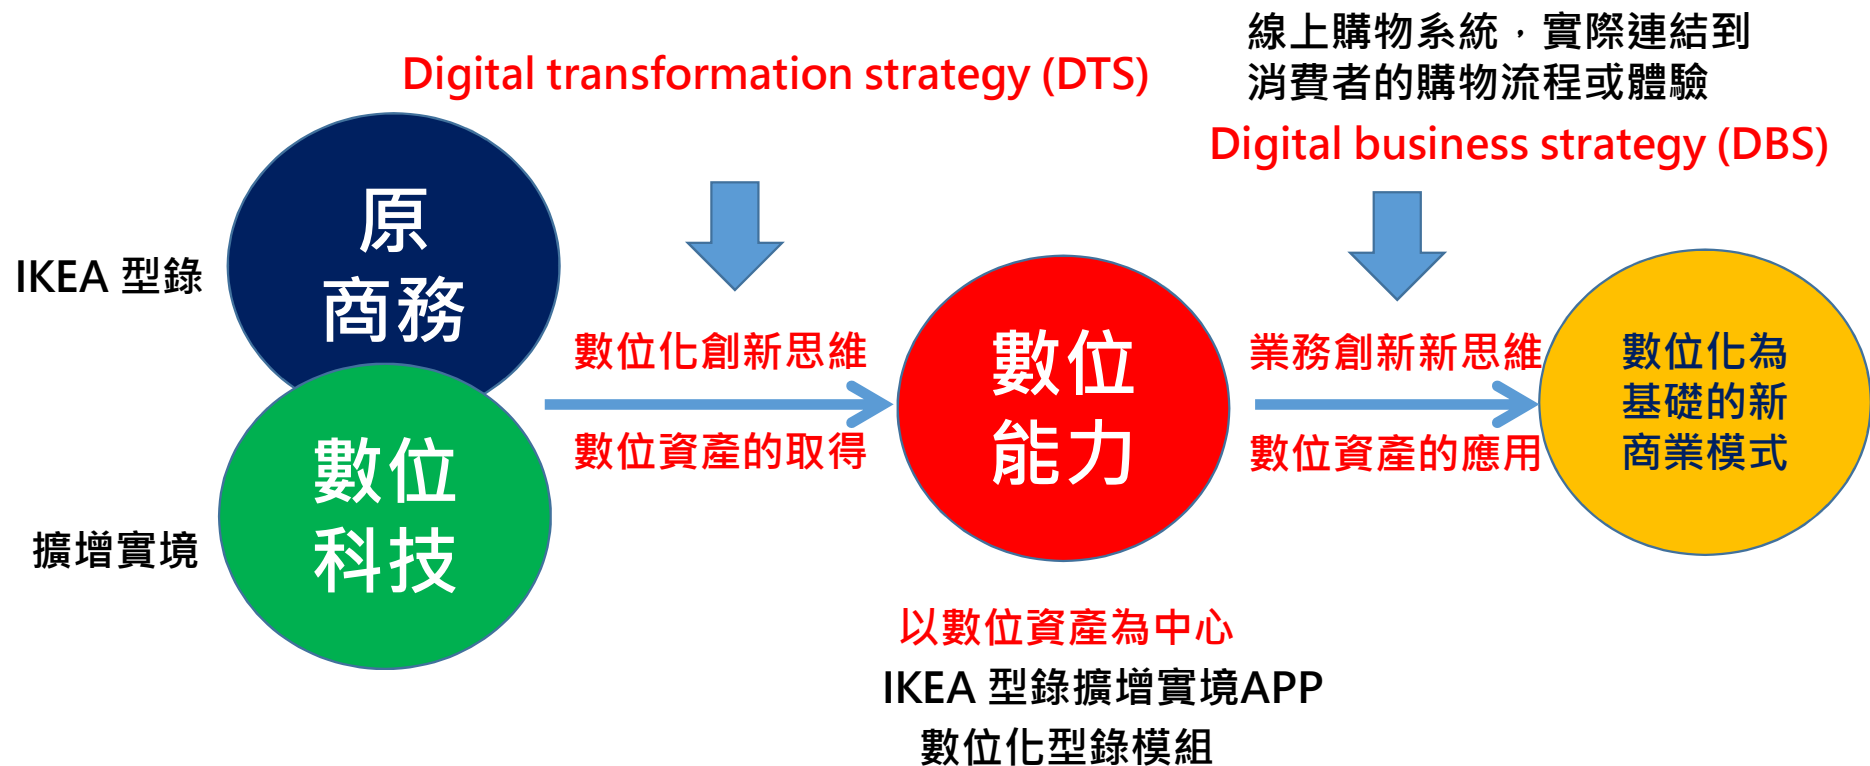 線上購物系統，實際連結到
消費者的購物流程或體驗
Digital transformation strategy (DTS)
Digital business strategy (DBS)
原
商務
IKEA 型錄
數位化創新思維
數位資產的取得
數位
能力
業務創新新思維
數位資產的應用
數位化為
基礎的新
商業模式
數位
科技
擴增實境
以數位資產為中心
IKEA 型錄擴增實境APP
數位化型錄模組